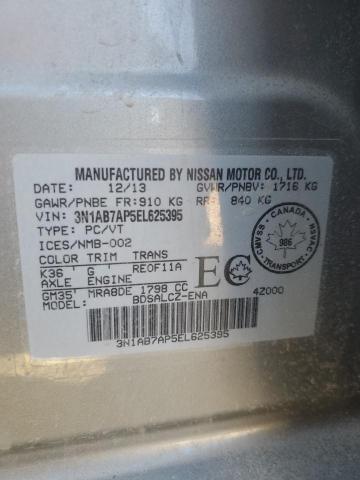 MANUFACTURED BY NISSAN MOTOR CO., LTD.
DATE: 12/13 GVWR/PNBV: 1716 KG
GAWR/PNBE FR: 910 KG RR: 840 KG
VIN: 3N1AB7AP5EL625395
TYPE: PC/VT
ICES/NMB-002
COLOR TRIM TRANS
K36 G RE0F11A
AXLE ENGINE
GM35 MRA8DE 1798 CC
MODEL: BDSALCZ-ENA
EC
4Z000
CMVSS · CANADA · NSVAC
986
3N1AB7AP5EL625395